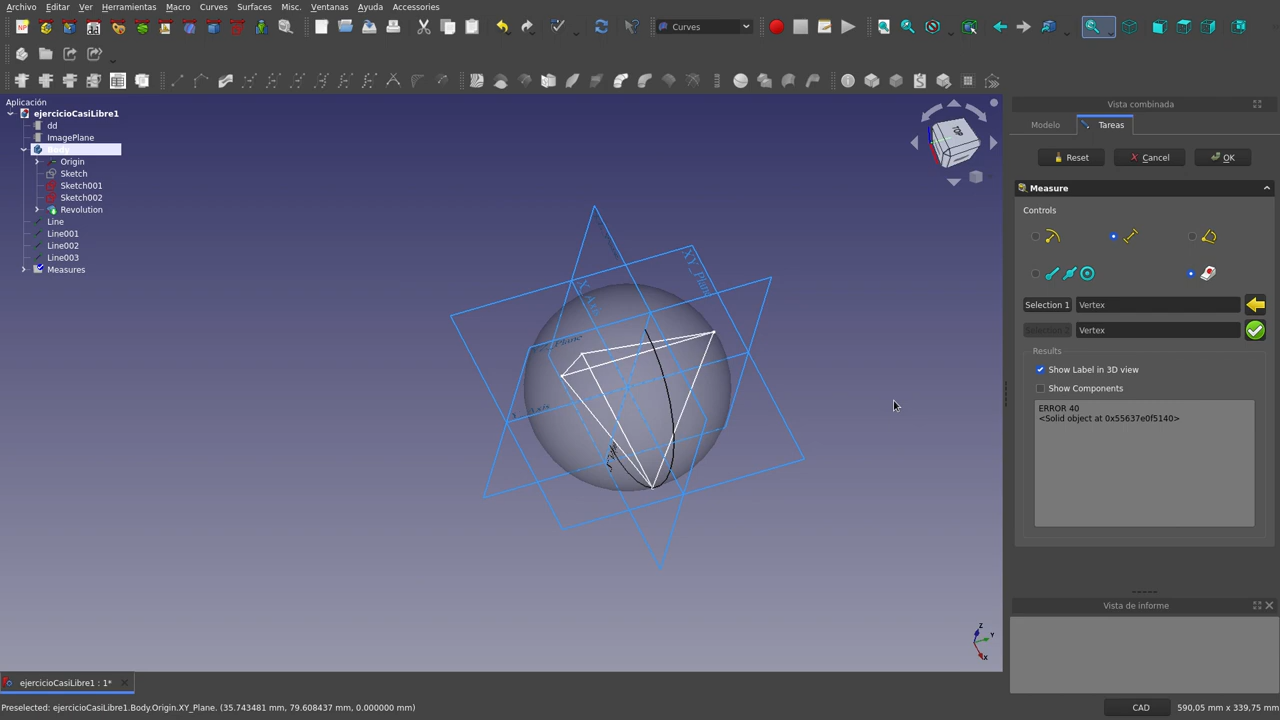 Archivo Editar Ver Herramientas Macro Curves Surfaces Misc. Ventanas Ayuda Accessories
Curves
Aplicación
ejercicioCasiLibre1
dd
ImagePlane
Body
Origin
Sketch
Sketch001
Sketch002
Revolution
Line
Line001
Line002
Line003
Measures
XY_Plane
X_Axis
Vista combinada
Modelo Tareas
Reset Cancel OK
Measure
Controls
Selection 1 Vertex
Selection 2 Vertex
Results
Show Label in 3D view
Show Components
ERROR 40
<Solid object at 0x55637e0f5140>
Vista de informe
Z
Y
X
ejercicioCasiLibre1 : 1*
Preselected: ejercicioCasiLibre1.Body.Origin.XY_Plane. (35.743481 mm, 79.608437 mm, 0.000000 mm)
CAD 590,05 mm x 339,75 mm